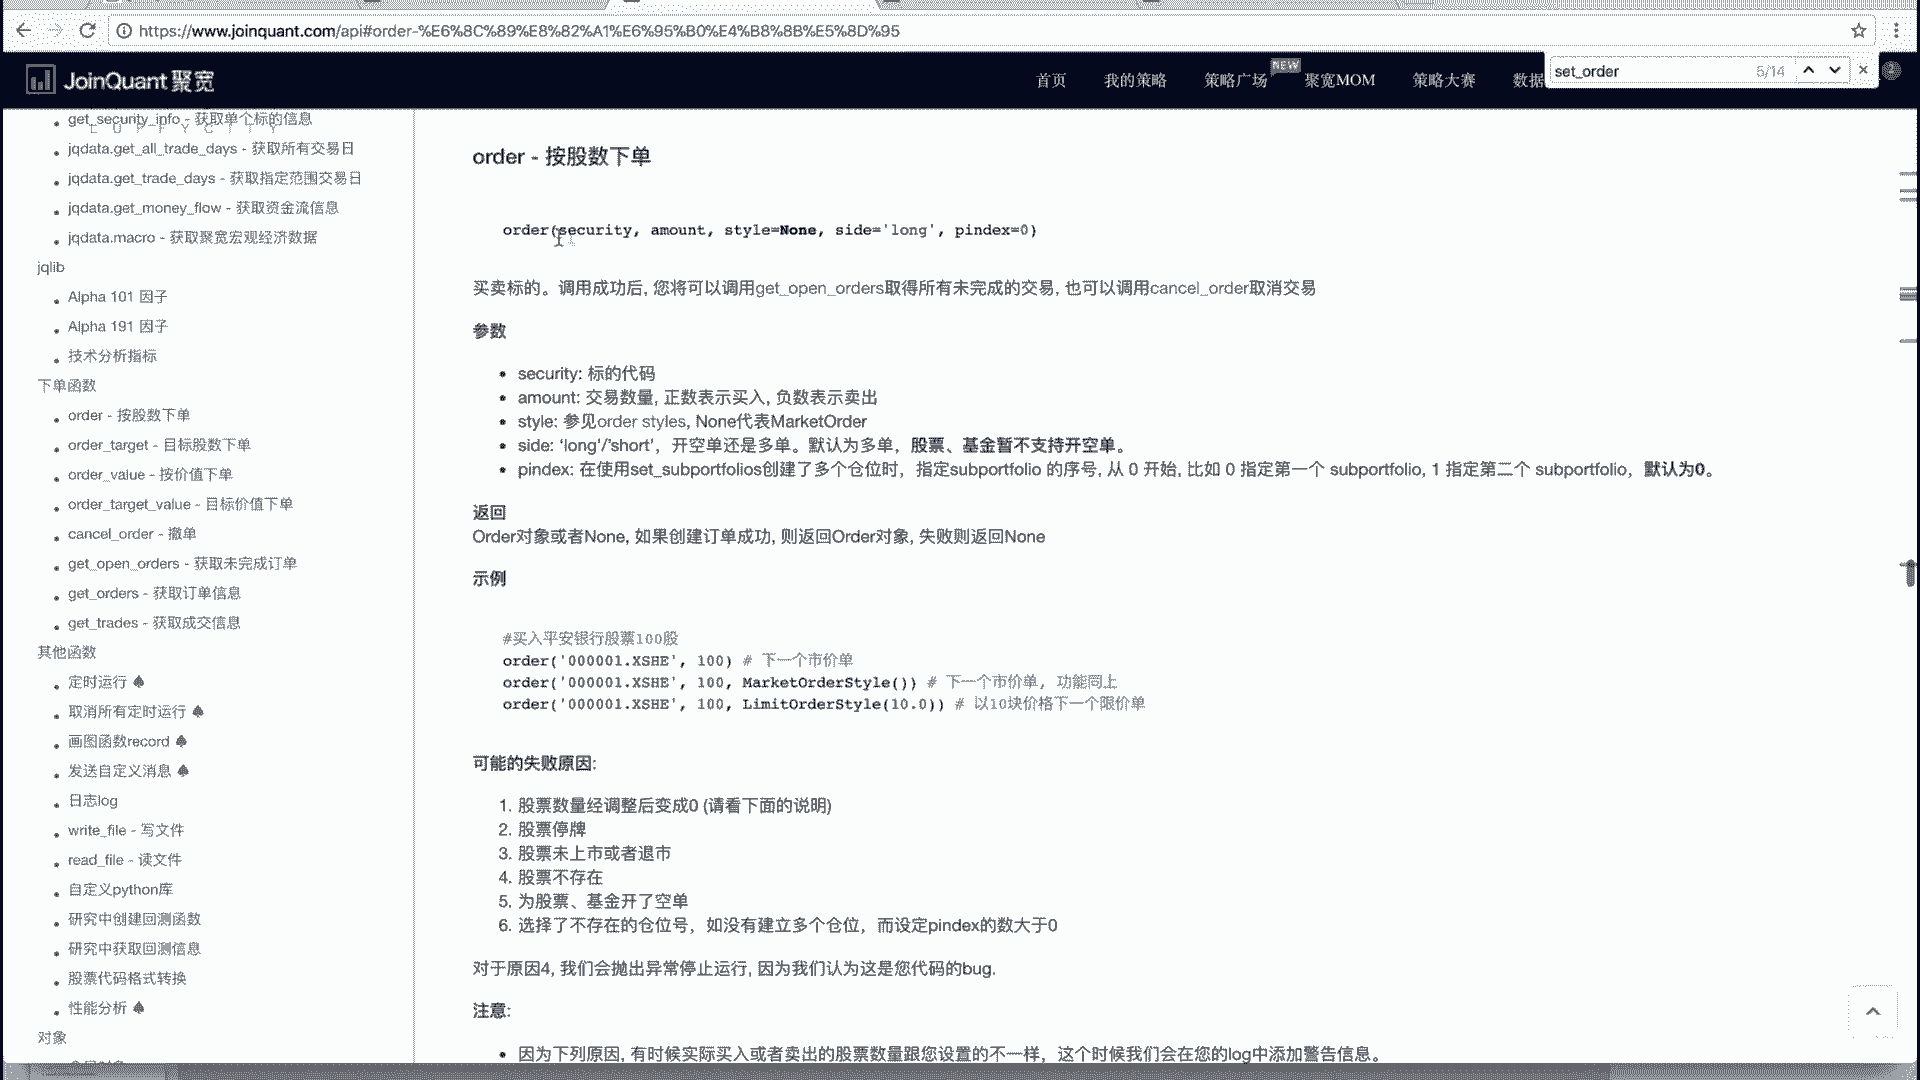 https://www.joinquant.com/api#order-%E6%8C%89%E8%82%A1%E6%95%B0%E4%B8%8B%E5%8D%95
JoinQuant 聚宽
首页
我的策略
策略广场
NEW
聚宽MOM
策略大赛
数据
set_order
5/14
get_security_info - 获取单个标的信息
jqdata.get_all_trade_days - 获取所有交易日
jqdata.get_trade_days - 获取指定范围交易日
jqdata.get_money_flow - 获取资金流信息
jqdata.macro - 获取聚宽宏观经济数据
jqlib
Alpha 101 因子
Alpha 191 因子
技术分析指标
下单函数
order - 按股数下单
order_target - 目标股数下单
order_value - 按价值下单
order_target_value - 目标价值下单
cancel_order - 撤单
get_open_orders - 获取未完成订单
get_orders - 获取订单信息
get_trades - 获取成交信息
其他函数
定时运行 ♠
取消所有定时运行 ♠
画图函数record ♠
发送自定义消息 ♠
日志log
write_file - 写文件
read_file - 读文件
自定义python库
研究中创建回测函数
研究中获取回测信息
股票代码格式转换
性能分析 ♠
对象
order - 按股数下单
order(security, amount, style=None, side='long', pindex=0)
买卖标的。调用成功后, 您将可以调用get_open_orders取得所有未完成的交易, 也可以调用cancel_order取消交易
参数
security: 标的代码
amount: 交易数量, 正数表示买入, 负数表示卖出
style: 参见order styles, None代表MarketOrder
side: ‘long’/’short’，开空单还是多单。默认为多单，股票、基金暂不支持开空单。
pindex: 在使用set_subportfolios创建了多个仓位时，指定subportfolio 的序号, 从 0 开始, 比如 0 指定第一个 subportfolio, 1 指定第二个 subportfolio，默认为0。
返回
Order对象或者None, 如果创建订单成功, 则返回Order对象, 失败则返回None
示例
#买入平安银行股票100股
order('000001.XSHE', 100) # 下一个市价单
order('000001.XSHE', 100, MarketOrderStyle()) # 下一个市价单, 功能同上
order('000001.XSHE', 100, LimitOrderStyle(10.0)) # 以10块价格下一个限价单
可能的失败原因:
1. 股票数量经调整后变成0 (请看下面的说明)
2. 股票停牌
3. 股票未上市或者退市
4. 股票不存在
5. 为股票、基金开了空单
6. 选择了不存在的仓位号，如没有建立多个仓位，而设定pindex的数大于0
对于原因4, 我们会抛出异常停止运行, 因为我们认为这是您代码的bug.
注意:
因为下列原因, 有时候实际买入或者卖出的股票数量跟您设置的不一样，这个时候我们会在您的log中添加警告信息。